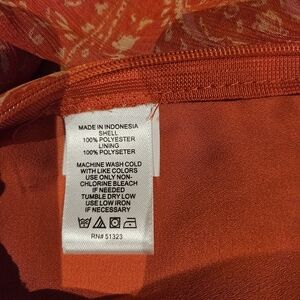 MADE IN INDONESIA
SHELL
100% POLYESTER
LINING
100% POLYSETER
MACHINE WASH COLD
WITH LIKE COLORS
USE ONLY NON-
CHLORINE BLEACH
IF NEEDED
TUMBLE DRY LOW
USE LOW IRON
IF NECESSARY
RN# 51323